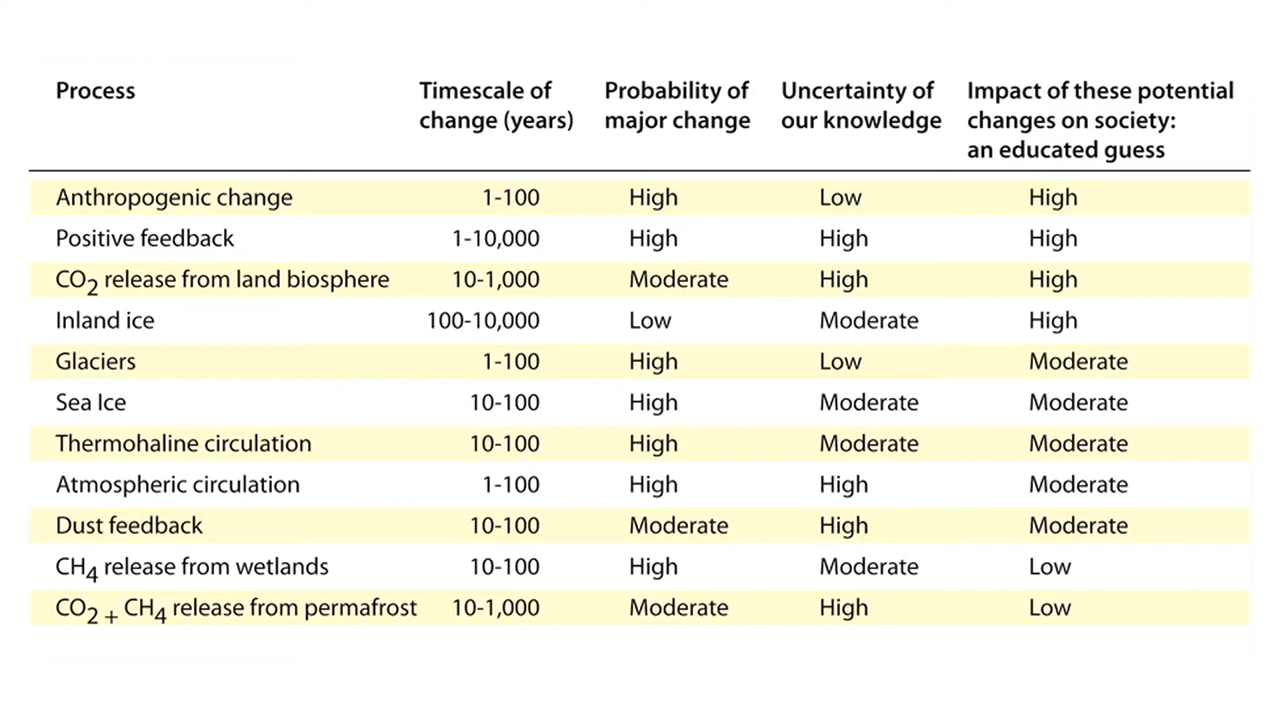 Process Timescale of change (years) Probability of major change Uncertainty of our knowledge Impact of these potential changes on society: an educated guess
Anthropogenic change 1-100 High Low High
Positive feedback 1-10,000 High High High
CO2 release from land biosphere 10-1,000 Moderate High High
Inland ice 100-10,000 Low Moderate High
Glaciers 1-100 High Low Moderate
Sea Ice 10-100 High Moderate Moderate
Thermohaline circulation 10-100 High Moderate Moderate
Atmospheric circulation 1-100 High High Moderate
Dust feedback 10-100 Moderate High Moderate
CH4 release from wetlands 10-100 High Moderate Low
CO2 + CH4 release from permafrost 10-1,000 Moderate High Low